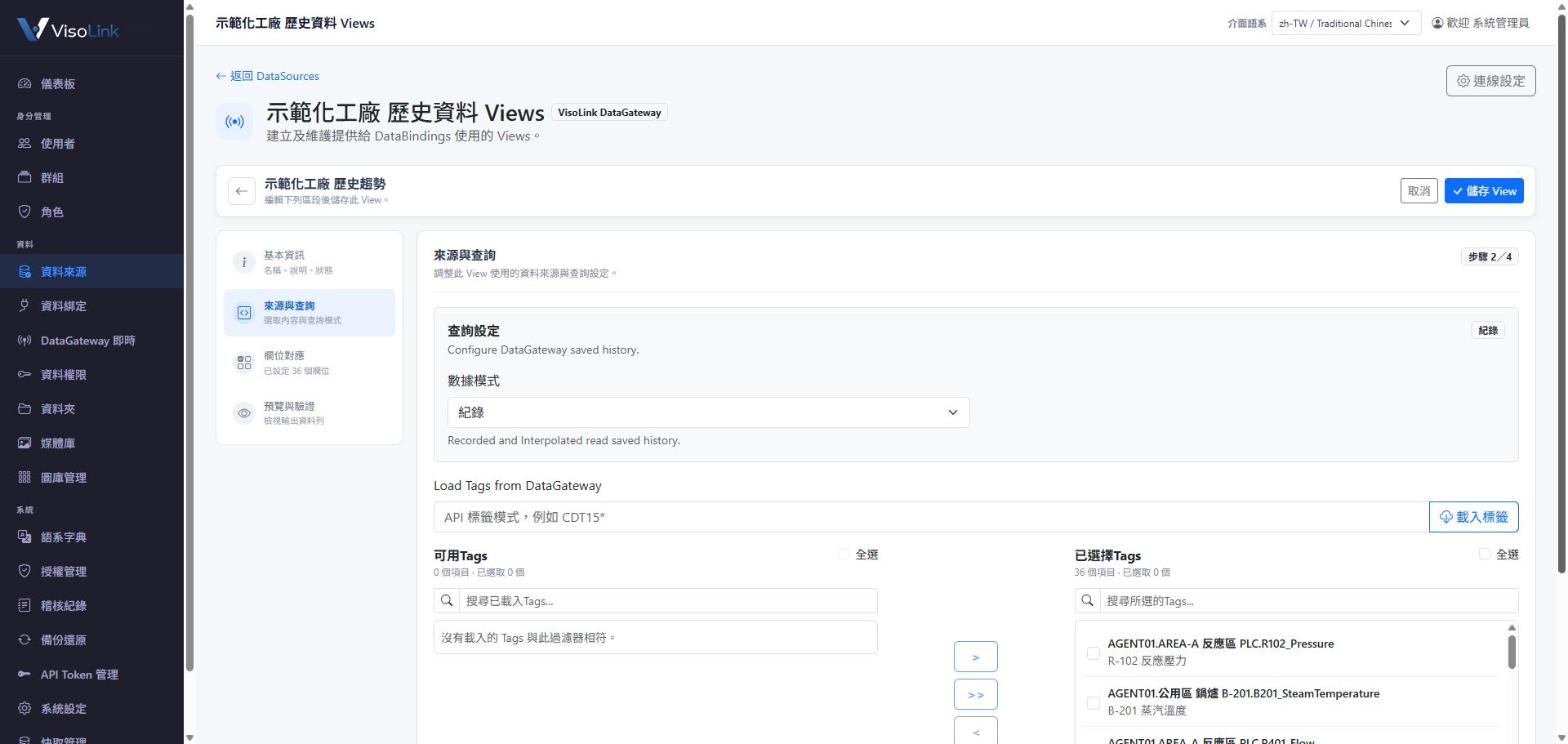 VisoLink
儀表板
身分管理
使用者
群組
角色
資料
資料來源
資料綁定
DataGateway 即時
資料權限
資料夾
媒體庫
圖庫管理
系統
語系字典
授權管理
稽核紀錄
備份還原
API Token 管理
系統設定
快取管理
示範化工廠 歷史資料 Views
介面語系
zh-TW / Traditional Chines
歡迎 系統管理員
← 返回 DataSources
連線設定
示範化工廠 歷史資料 Views
VisoLink DataGateway
建立及維護提供給 DataBindings 使用的 Views。
示範化工廠 歷史趨勢
編輯下列區段後儲存此 View。
取消
儲存 View
基本資訊
名稱、說明、狀態
來源與查詢
選取內容與查詢模式
欄位對應
已設定 36 個欄位
預覽與驗證
檢視輸出資料列
來源與查詢
調整此 View 使用的資料來源與查詢設定。
步驟 2／4
查詢設定
紀錄
Configure DataGateway saved history.
數據模式
紀錄
Recorded and Interpolated read saved history.
Load Tags from DataGateway
API 標籤模式，例如 CDT15*
載入標籤
可用Tags
全選
0 個項目 · 已選取 0 個
搜尋已載入Tags...
沒有載入的 Tags 與此過濾器相符。
>
>>
<
已選擇Tags
全選
36 個項目 · 已選取 0 個
搜尋所選的Tags...
AGENT01.AREA-A 反應區 PLC.R102_Pressure
R-102 反應壓力
AGENT01.公用區 鍋爐 B-201.B201_SteamTemperature
B-201 蒸汽溫度
AGENT01.AREA-A 反應區 PLC.P401_Flow